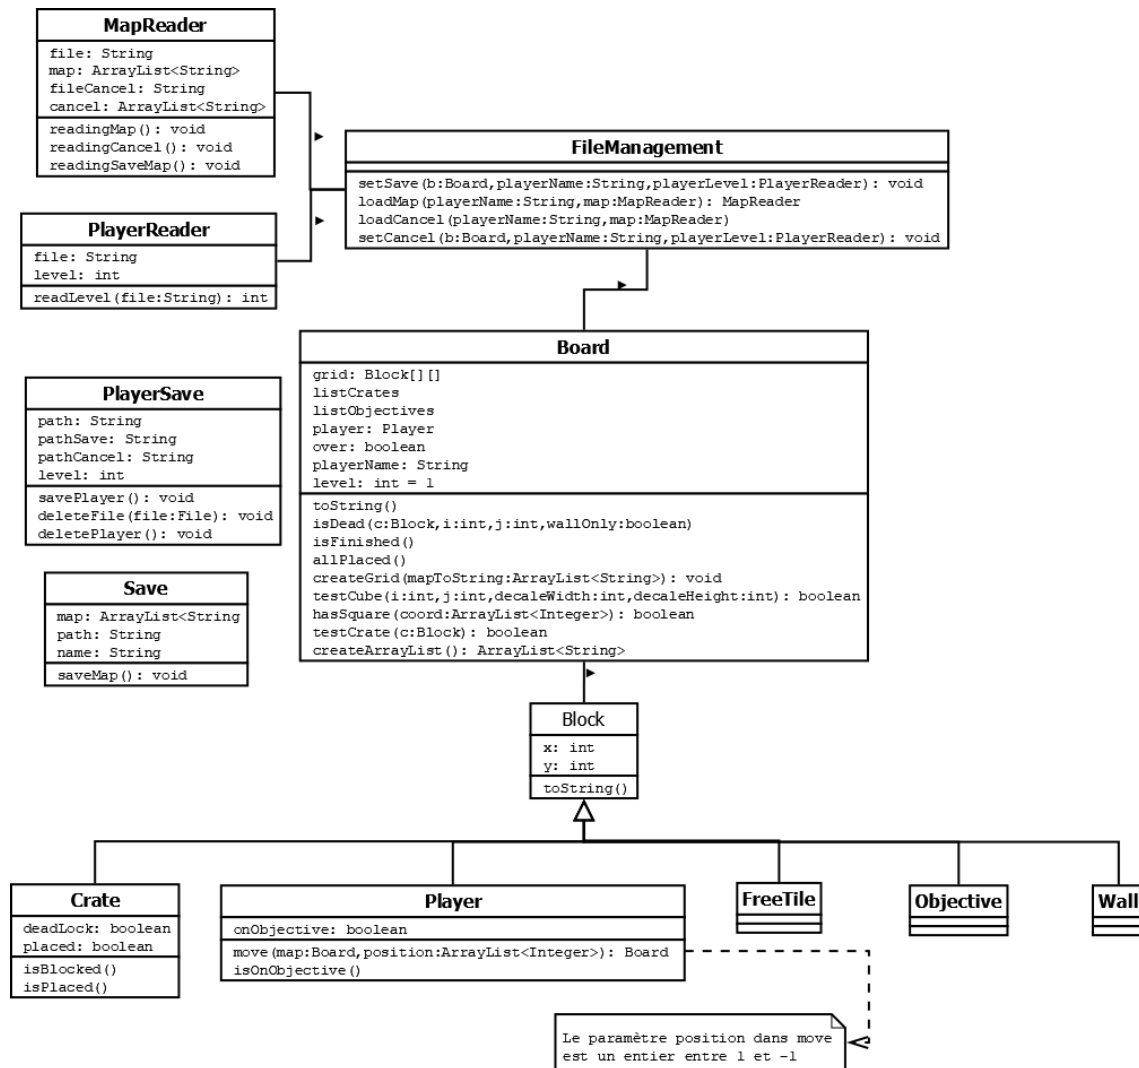 MapReader
file: String
map: ArrayList<String>
fileCancel: String
cancel: ArrayList<String>
readingMap(): void
readingCancel(): void
readingSaveMap(): void
FileManagement
setSave(b:Board,playerName:String,playerLevel:PlayerReader): void
loadMap(playerName:String,map:MapReader): MapReader
loadCancel(playerName:String,map:MapReader)
setCancel(b:Board,playerName:String,playerLevel:PlayerReader): void
PlayerReader
file: String
level: int
readLevel(file:String): int
Board
grid: Block[][]
listCrates
listObjectives
player: Player
over: boolean
playerName: String
level: int = 1
toString()
isDead(c:Block,i:int,j:int,wallOnly:boolean)
isFinished()
allPlaced()
createGrid(mapToString:ArrayList<String>): void
testCube(i:int,j:int,decaleWidth:int,decaleHeight:int): boolean
hasSquare(coord:ArrayList<Integer>): boolean
testCrate(c:Block): boolean
createArrayList(): ArrayList<String>
PlayerSave
path: String
pathSave: String
pathCancel: String
level: int
savePlayer(): void
deleteFile(file:File): void
deletePlayer(): void
Save
map: ArrayList<String
path: String
name: String
saveMap(): void
Block
x: int
y: int
toString()
Crate
deadLock: boolean
placed: boolean
isBlocked()
isPlaced()
Player
onObjective: boolean
move(map:Board,position:ArrayList<Integer>): Board
isOnObjective()
FreeTile
Objective
Wall
Le paramètre position dans move
est un entier entre 1 et -1